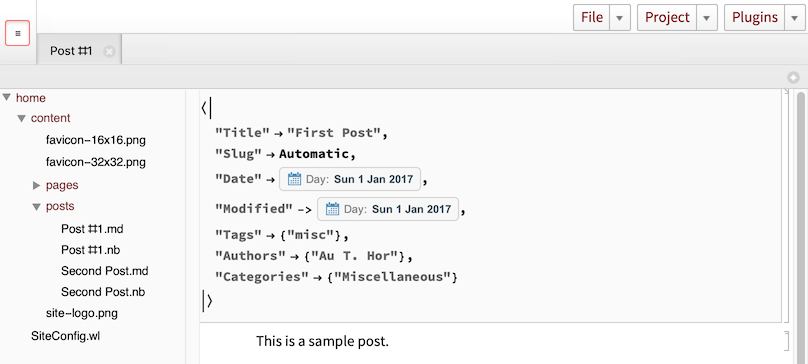 File Project Plugins
≡
Post ⌗1
home
content
favicon-16x16.png
favicon-32x32.png
pages
posts
Post ⌗1.md
Post ⌗1.nb
Second Post.md
Second Post.nb
site-logo.png
SiteConfig.wl
<|
"Title" → "First Post",
"Slug" → Automatic,
"Date" → Day: Sun 1 Jan 2017 ,
"Modified" -> Day: Sun 1 Jan 2017 ,
"Tags" → {"misc"},
"Authors" → {"Au T. Hor"},
"Categories" → {"Miscellaneous"}
|>
This is a sample post.